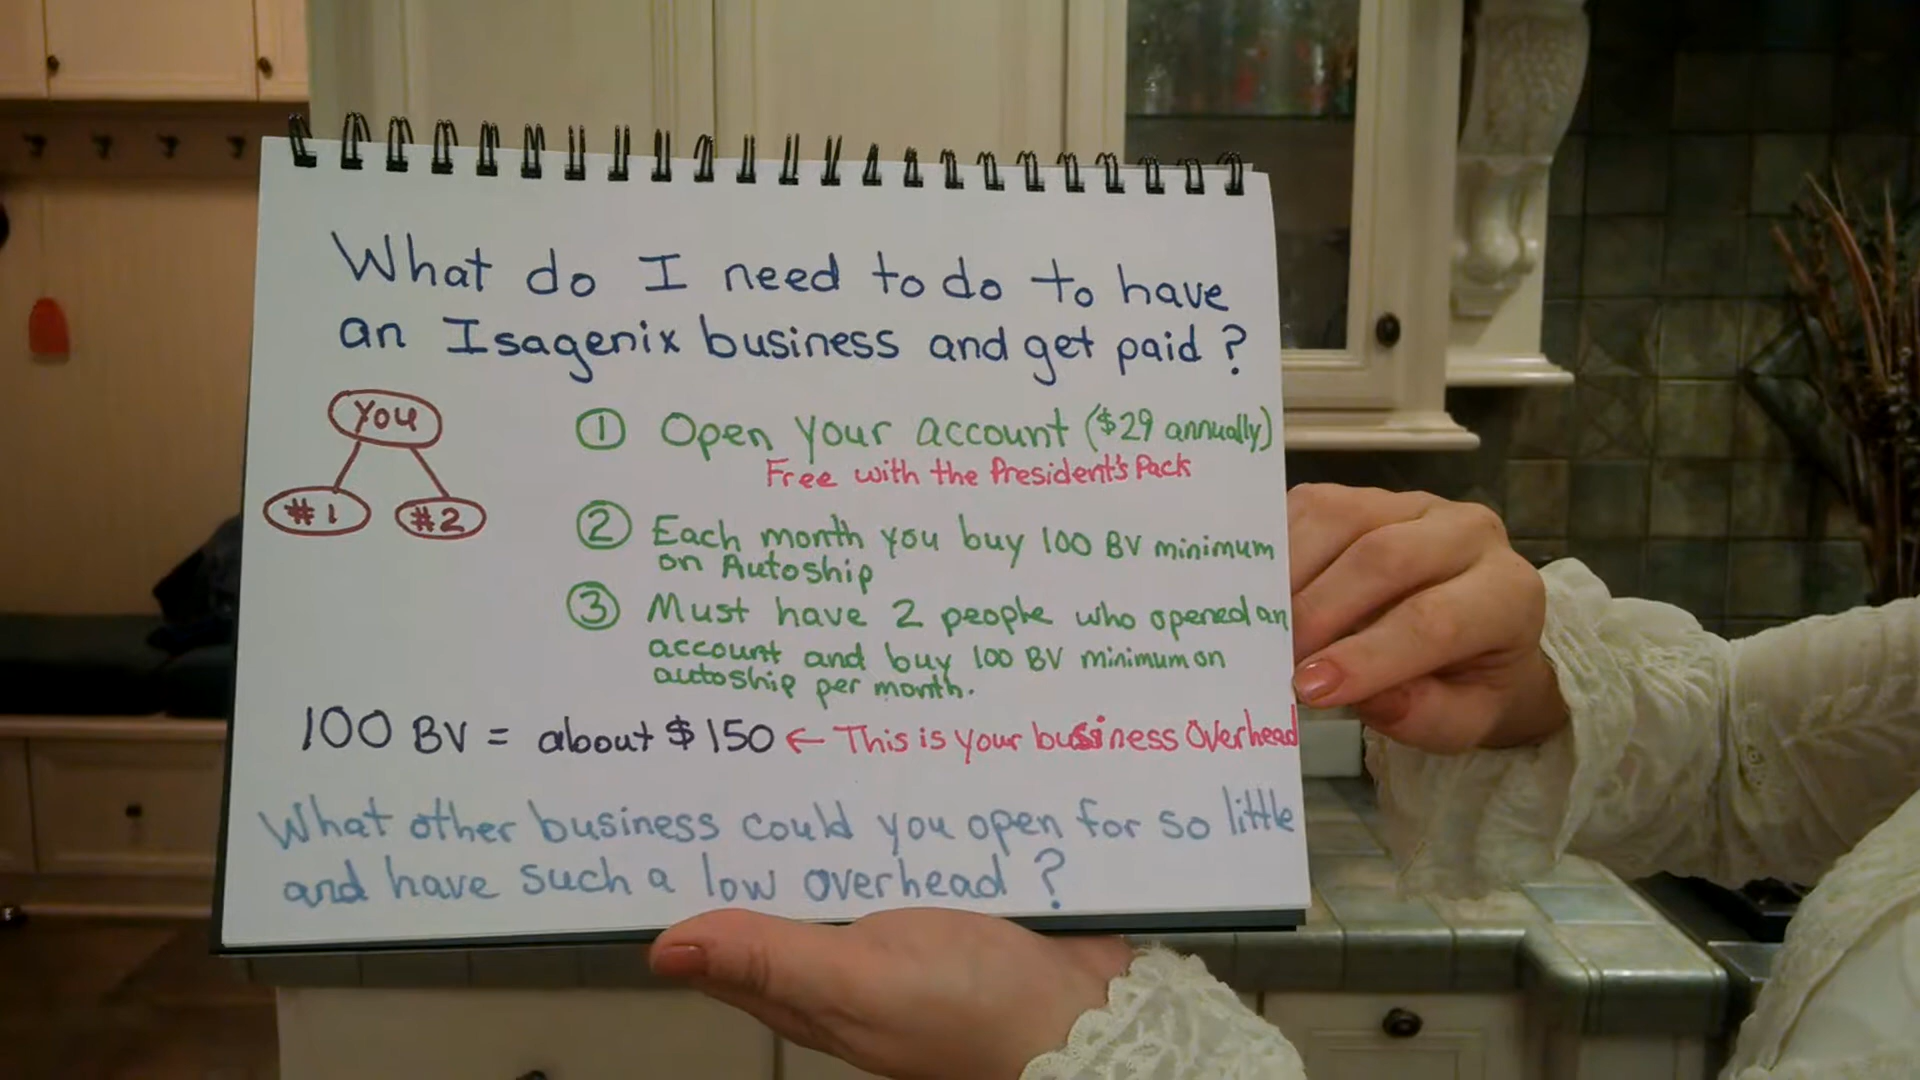 What do I need to do to have
an Isagenix business and get paid?
You
#1 #2
① Open your account ($29 annually)
Free with the President's Pack
② Each month you buy 100 BV minimum
on Autoship
③ Must have 2 people who opened an
account and buy 100 BV minimum on
autoship per month.
100 BV = about $150 ← This is your business Overhead
What other business could you open for so little
and have such a low overhead?